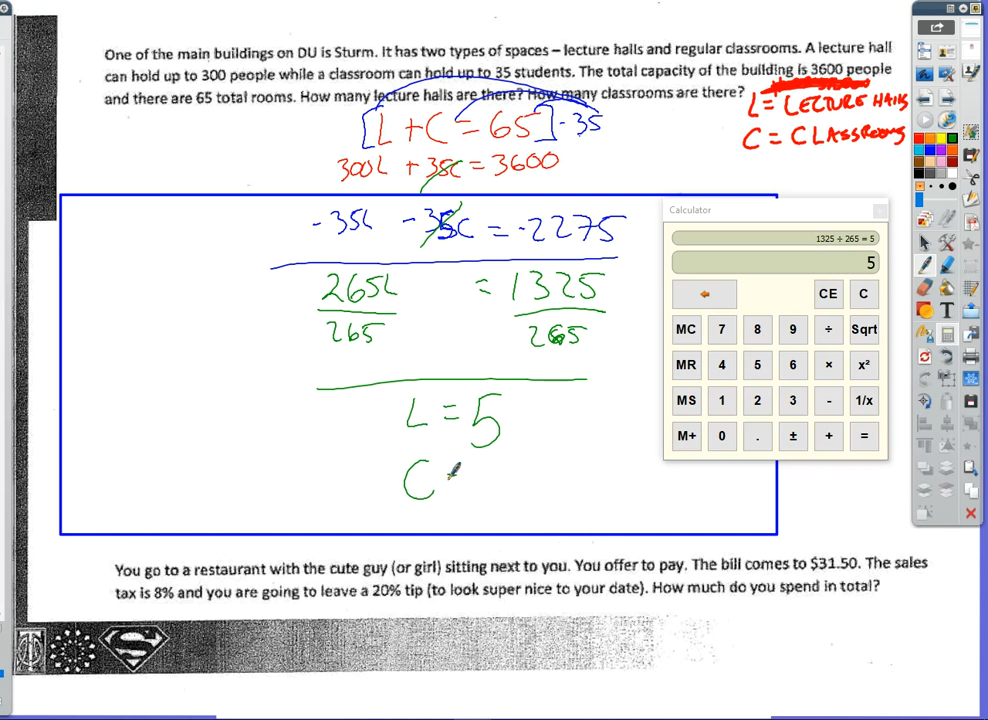 One of the main buildings on DU is Sturm. It has two types of spaces – lecture halls and regular classrooms. A lecture hall
can hold up to 300 people while a classroom can hold up to 35 students. The total capacity of the building is 3600 people
and there are 65 total rooms. How many lecture halls are there? How many classrooms are there?
L = LECTURE HALLS
C = CLASSROOMS
[L + C = 65] · -35
300L + 35C = 3600
-35L -35C = -2275
265L = 1325
265 265
L = 5
C
Calculator
1325 ÷ 265 = 5
5
CE C
MC 7 8 9 ÷ Sqrt
MR 4 5 6 × x²
MS 1 2 3 - 1/x
M+ 0 . ± + =
You go to a restaurant with the cute guy (or girl) sitting next to you. You offer to pay. The bill comes to $31.50. The sales
tax is 8% and you are going to leave a 20% tip (to look super nice to your date). How much do you spend in total?